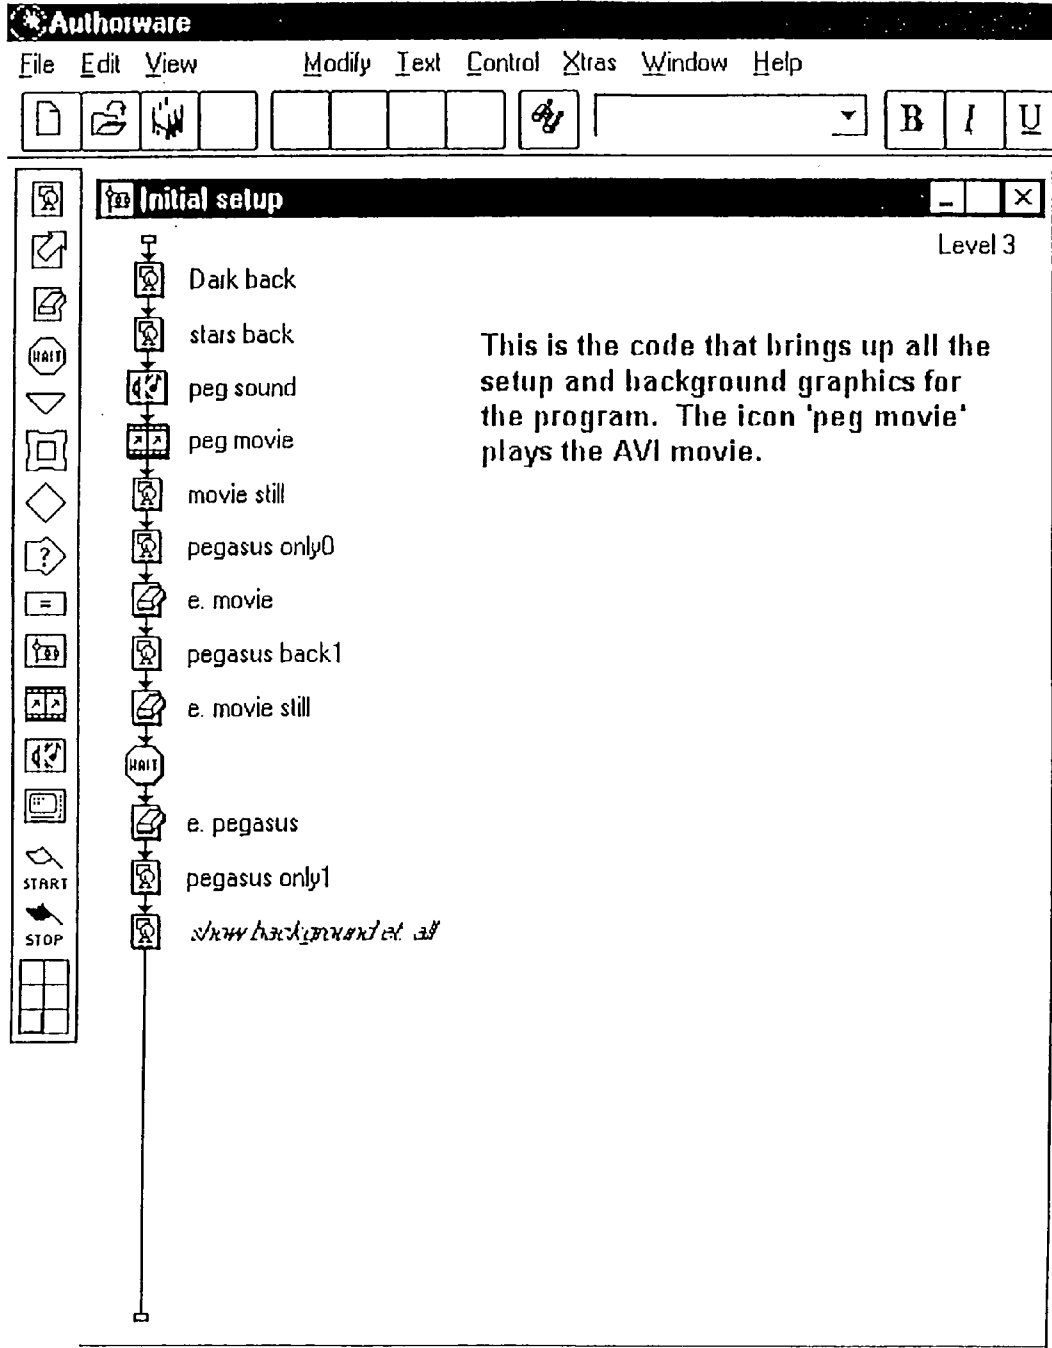 Authorware
File Edit View Modify Text Control Xtras Window Help
B I U
Initial setup
Level 3
Dark back
stars back
This is the code that brings up all the
setup and background graphics for
the program. The icon 'peg movie'
plays the AVI movie.
peg sound
peg movie
movie still
pegasus only0
e. movie
pegasus back1
e. movie still
WAIT
e. pegasus
pegasus only1
show background et. all
WAIT
?
=
START
STOP